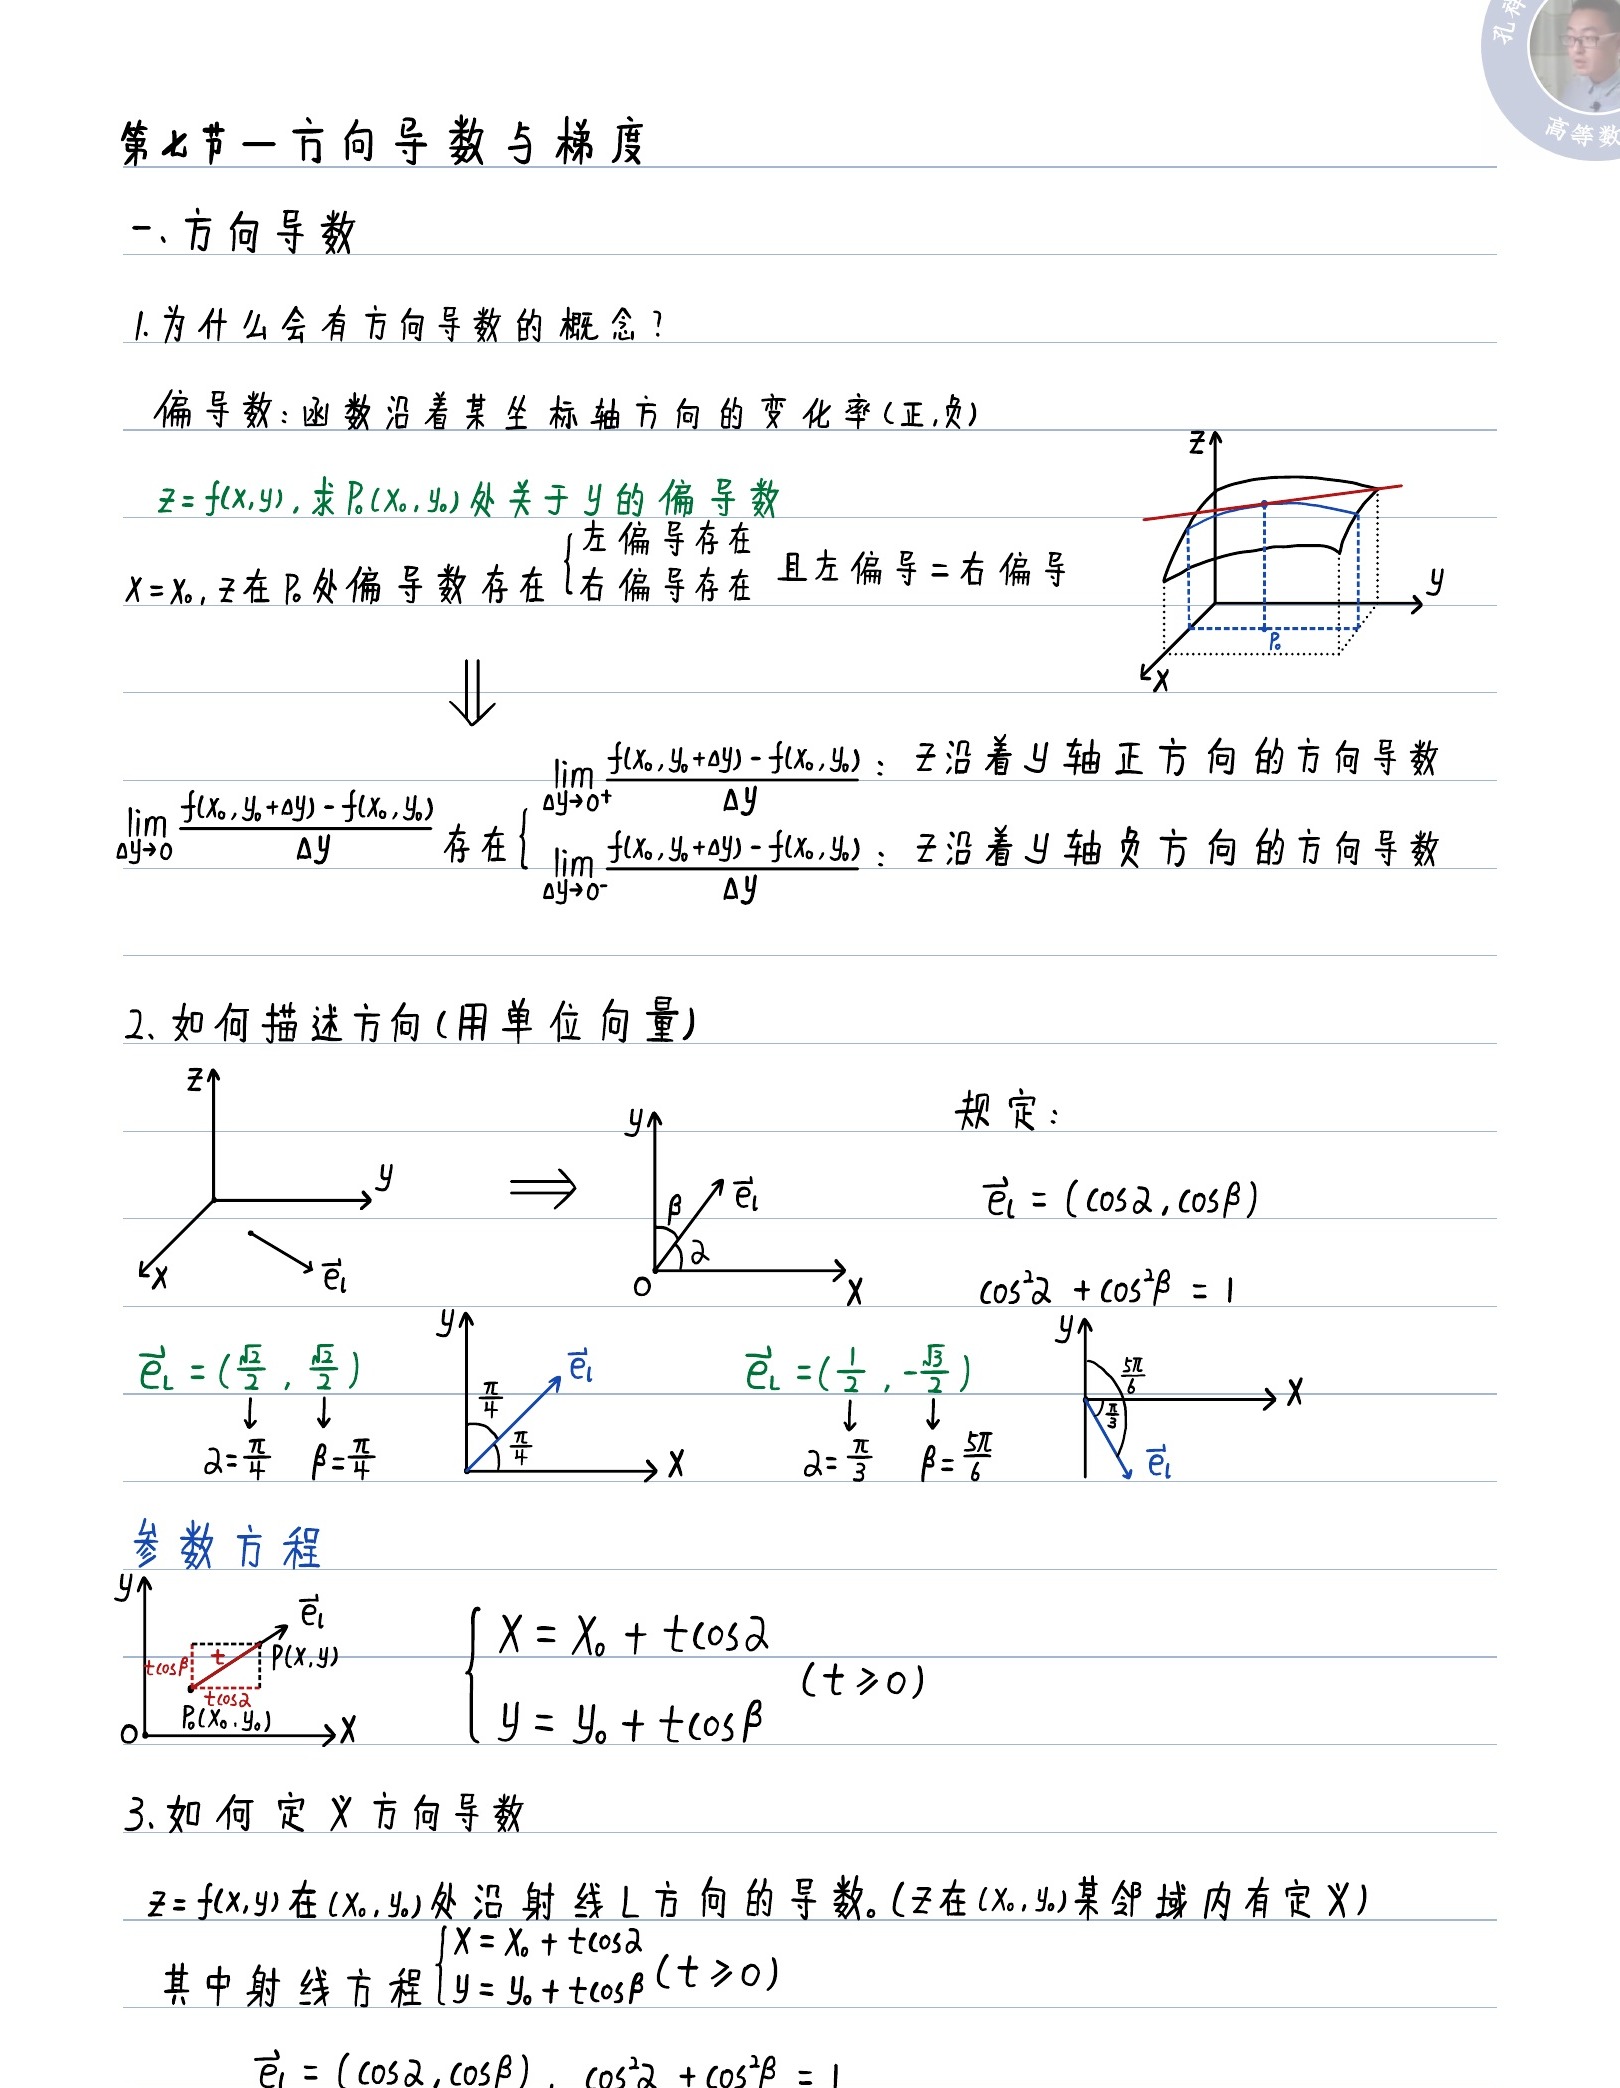 孔祥
高等数
第七节—方向导数与梯度
一、方向导数
1.为什么会有方向导数的概念？
偏导数：函数沿着某坐标轴方向的变化率(正,负)
z=f(x,y),求P₀(x₀,y₀)处关于y的偏导数
x=x₀,z在P₀处偏导数存在 { 左偏导存在 右偏导存在 且左偏导=右偏导
z y x P₀
lim Δy→0 f(x₀,y₀+Δy)-f(x₀,y₀) / Δy 存在 {
lim Δy→0⁺ f(x₀,y₀+Δy)-f(x₀,y₀) / Δy : z沿着y轴正方向的方向导数
lim Δy→0⁻ f(x₀,y₀+Δy)-f(x₀,y₀) / Δy : z沿着y轴负方向的方向导数
2、如何描述方向(用单位向量)
z y x e⃗ₗ
⇒
y β e⃗ₗ α O x
规定：
e⃗ₗ = (cosα,cosβ)
cos²α + cos²β = 1
e⃗ₗ = (√2/2 , √2/2)
↓ ↓
α=π/4 β=π/4
y π/4 π/4 e⃗ₗ x
e⃗ₗ =(1/2 , -√3/2)
↓ ↓
α=π/3 β=5π/6
y 5π/6 π/3 x e⃗ₗ
参数方程
y e⃗ₗ P(x,y) t tcosβ tcosα P₀(x₀,y₀) O x
{ x = x₀ + tcosα
y = y₀ + tcosβ (t≥0)
3、如何定义方向导数
z=f(x,y)在(x₀,y₀)处沿射线L方向的导数。(z在(x₀,y₀)某邻域内有定义)
其中射线方程 { x = x₀ + tcosα y = y₀ + tcosβ (t≥0)
e⃗ₗ = (cosα,cosβ), cos²α + cos²β = 1